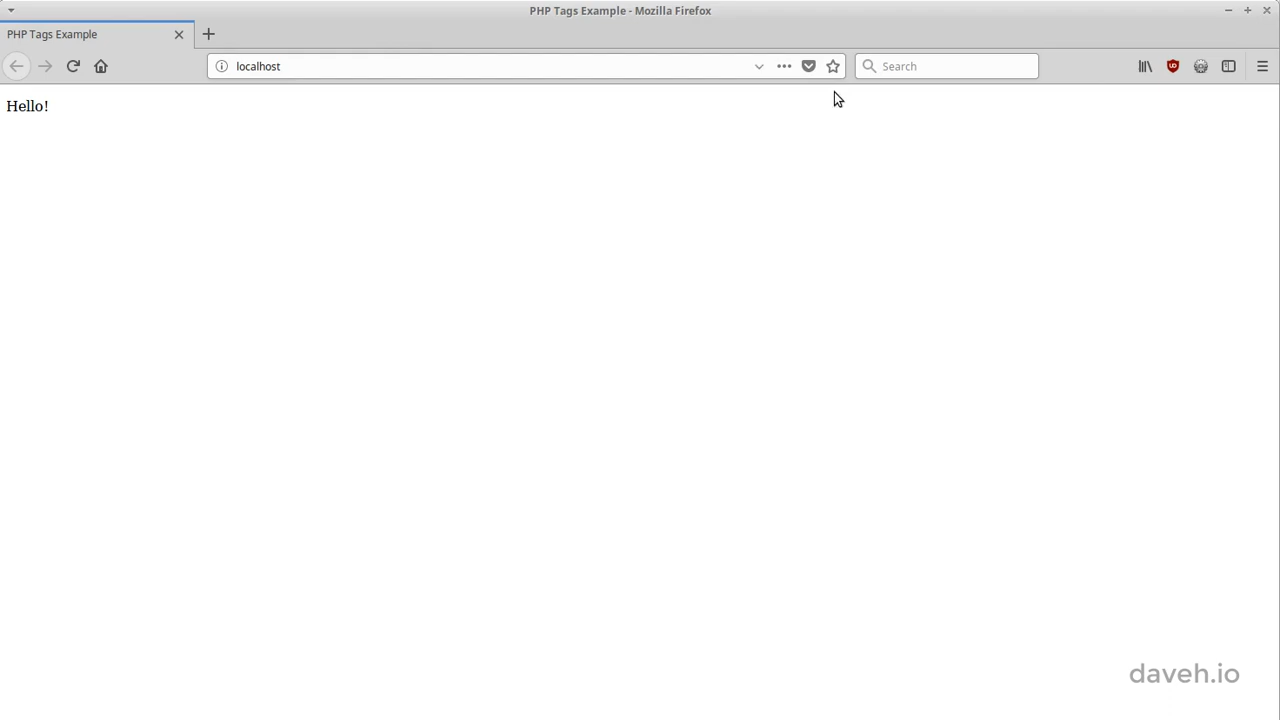 PHP Tags Example - Mozilla Firefox
PHP Tags Example
localhost
Search
Hello!
daveh.io